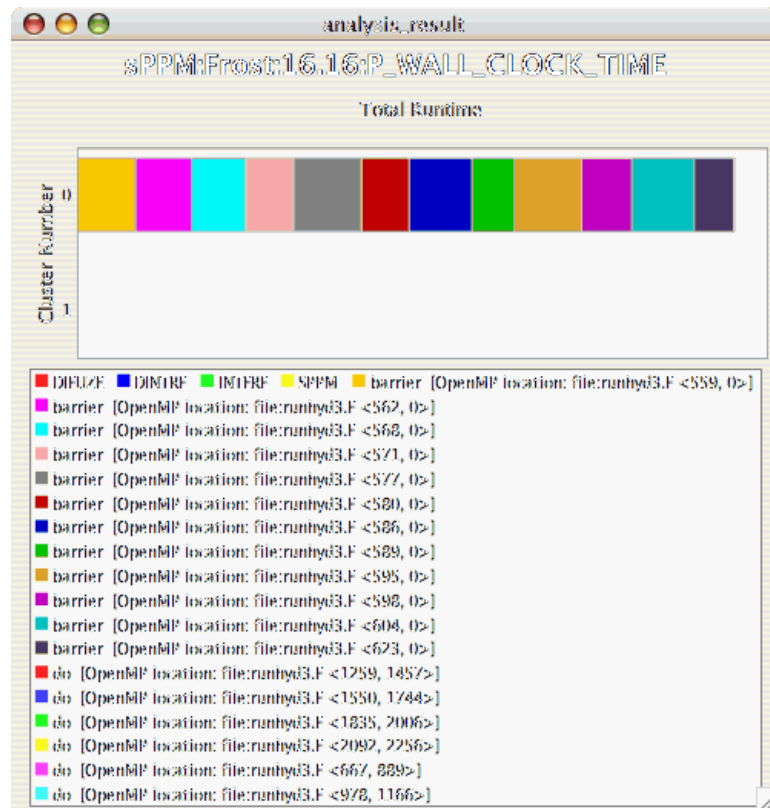 analysis_result
sPPM:Frost:16.16:P_WALL_CLOCK_TIME
Total Runtime
Cluster Number
0
1
DIFUZE DINTRF INTERF SPPM barrier [OpenMP location: file:runhyd3.F <559, 0>]
barrier [OpenMP location: file:runhyd3.F <562, 0>]
barrier [OpenMP location: file:runhyd3.F <568, 0>]
barrier [OpenMP location: file:runhyd3.F <571, 0>]
barrier [OpenMP location: file:runhyd3.F <577, 0>]
barrier [OpenMP location: file:runhyd3.F <580, 0>]
barrier [OpenMP location: file:runhyd3.F <586, 0>]
barrier [OpenMP location: file:runhyd3.F <589, 0>]
barrier [OpenMP location: file:runhyd3.F <595, 0>]
barrier [OpenMP location: file:runhyd3.F <598, 0>]
barrier [OpenMP location: file:runhyd3.F <604, 0>]
barrier [OpenMP location: file:runhyd3.F <623, 0>]
do [OpenMP location: file:runhyd3.F <1259, 1457>]
do [OpenMP location: file:runhyd3.F <1550, 1744>]
do [OpenMP location: file:runhyd3.F <1835, 2006>]
do [OpenMP location: file:runhyd3.F <2092, 2256>]
do [OpenMP location: file:runhyd3.F <667, 889>]
do [OpenMP location: file:runhyd3.F <978, 1166>]